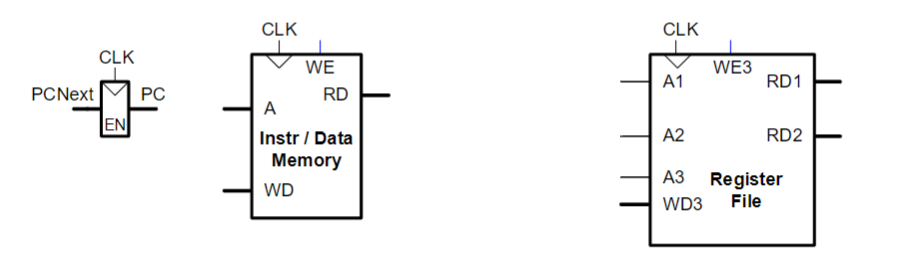 CLK
PCNext
PC
EN
CLK
WE
RD
A
Instr / Data
Memory
WD
CLK
WE3
A1
RD1
A2
RD2
A3
Register
File
WD3